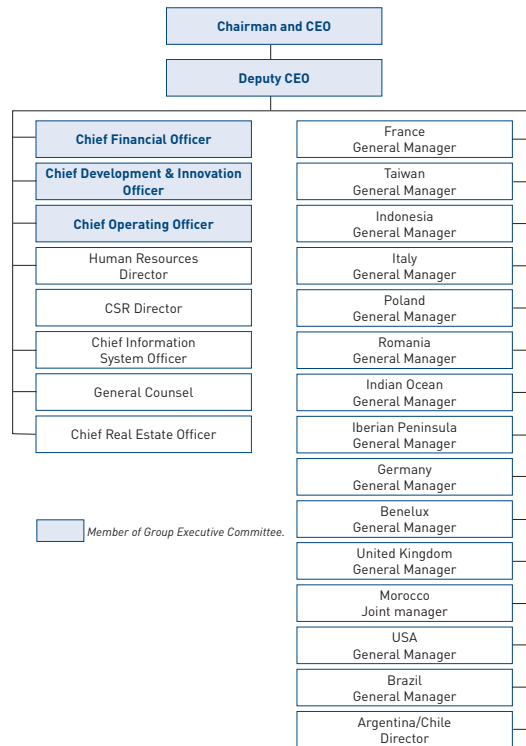 Chairman and CEO
Deputy CEO
Chief Financial Officer
Chief Development & Innovation
Officer
Chief Operating Officer
Human Resources
Director
CSR Director
Chief Information
System Officer
General Counsel
Chief Real Estate Officer
Member of Group Executive Committee.
France
General Manager
Taiwan
General Manager
Indonesia
General Manager
Italy
General Manager
Poland
General Manager
Romania
General Manager
Indian Ocean
General Manager
Iberian Peninsula
General Manager
Germany
General Manager
Benelux
General Manager
United Kingdom
General Manager
Morocco
Joint manager
USA
General Manager
Brazil
General Manager
Argentina/Chile
Director